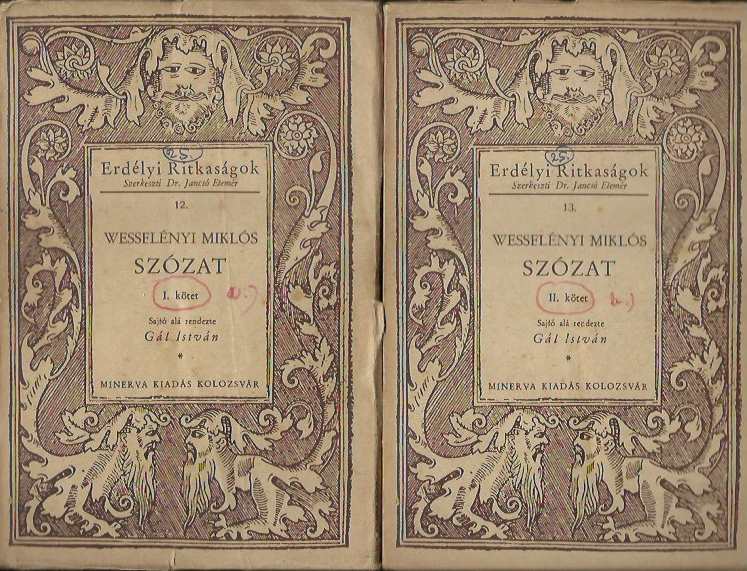 25.
Erdélyi Ritkaságok
Szerkeszti Dr. Jancsó Elemér
12.
WESSELÉNYI MIKLÓS
SZÓZAT
I. kötet
Sajtó alá rendezte
Gál István
*
MINERVA KIADÁS KOLOZSVÁR
25.
Erdélyi Ritkaságok
Szerkeszti Dr. Jancsó Elemér
13.
WESSELÉNYI MIKLÓS
SZÓZAT
II. kötet
Sajtó alá rendezte
Gál István
*
MINERVA KIADÁS KOLOZSVÁR